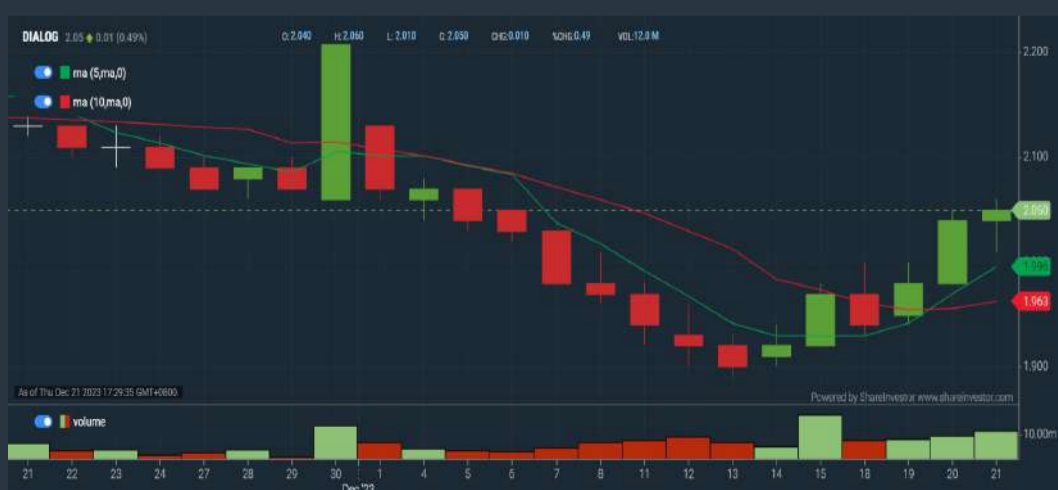 DIALOG 2.05 0.01 (0.49%) O: 2.040 H: 2.060 L: 2.010 C: 2.050 CHG:0.010 %CHG:0.49 VOL:12.0 M
2.200
ma (5,ma,0)
ma (10,ma,0)
2.100
2.050
1.996
1.963
1.900
As of Thu Dec 21 2023 17:29:35 GMT+0800
Powered by ShareInvestor www.shareinvestor.com
volume
10.00m
21 22 23 24 27 28 29 30 1 4 5 6 7 8 11 12 13 14 15 18 19 20 21
Dec '23